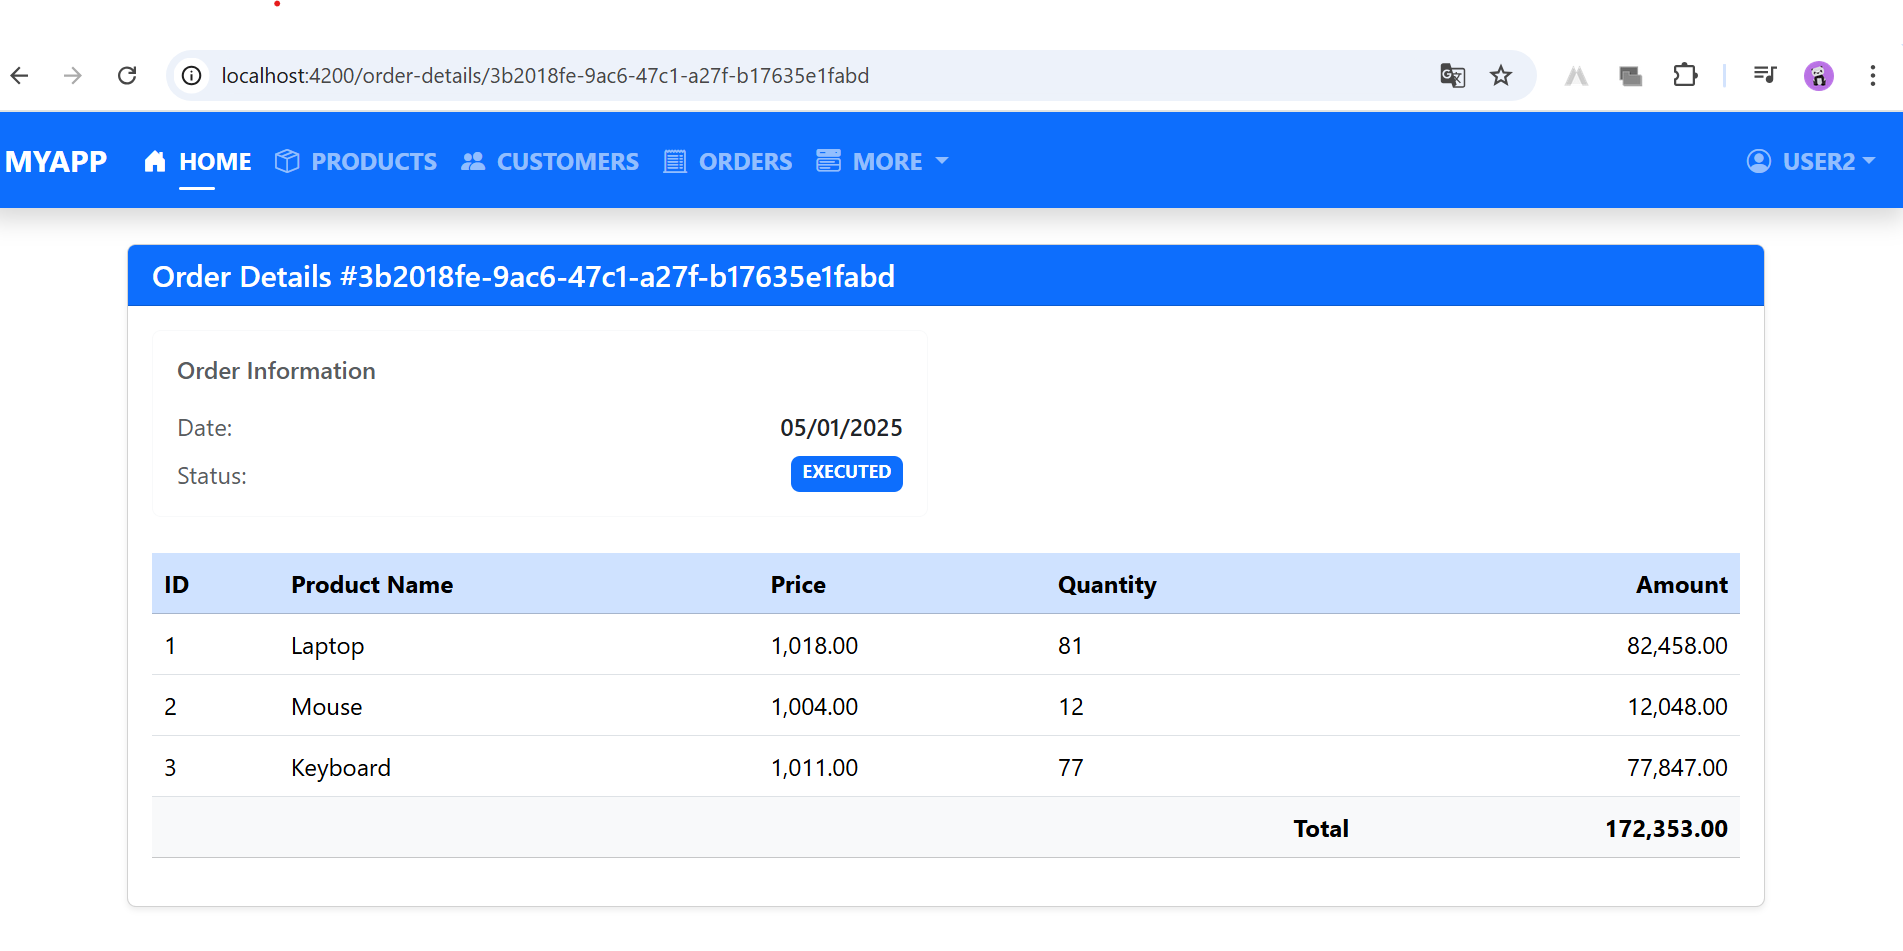 localhost:4200/order-details/3b2018fe-9ac6-47c1-a27f-b17635e1fabd
MYAPP HOME PRODUCTS CUSTOMERS ORDERS MORE USER2
Order Details #3b2018fe-9ac6-47c1-a27f-b17635e1fabd
Order Information
Date: 05/01/2025
Status: EXECUTED
ID Product Name Price Quantity Amount
1 Laptop 1,018.00 81 82,458.00
2 Mouse 1,004.00 12 12,048.00
3 Keyboard 1,011.00 77 77,847.00
Total 172,353.00